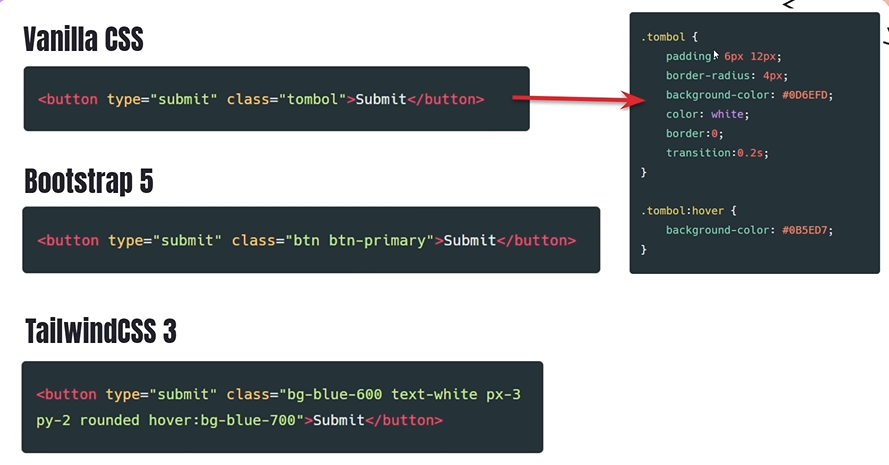 Vanilla CSS
<button type="submit" class="tombol">Submit</button>
.tombol {
padding: 6px 12px;
border-radius: 4px;
background-color: #0D6EFD;
color: white;
border:0;
transition:0.2s;
}
.tombol:hover {
background-color: #0B5ED7;
}
Bootstrap 5
<button type="submit" class="btn btn-primary">Submit</button>
TailwindCSS 3
<button type="submit" class="bg-blue-600 text-white px-3
py-2 rounded hover:bg-blue-700">Submit</button>